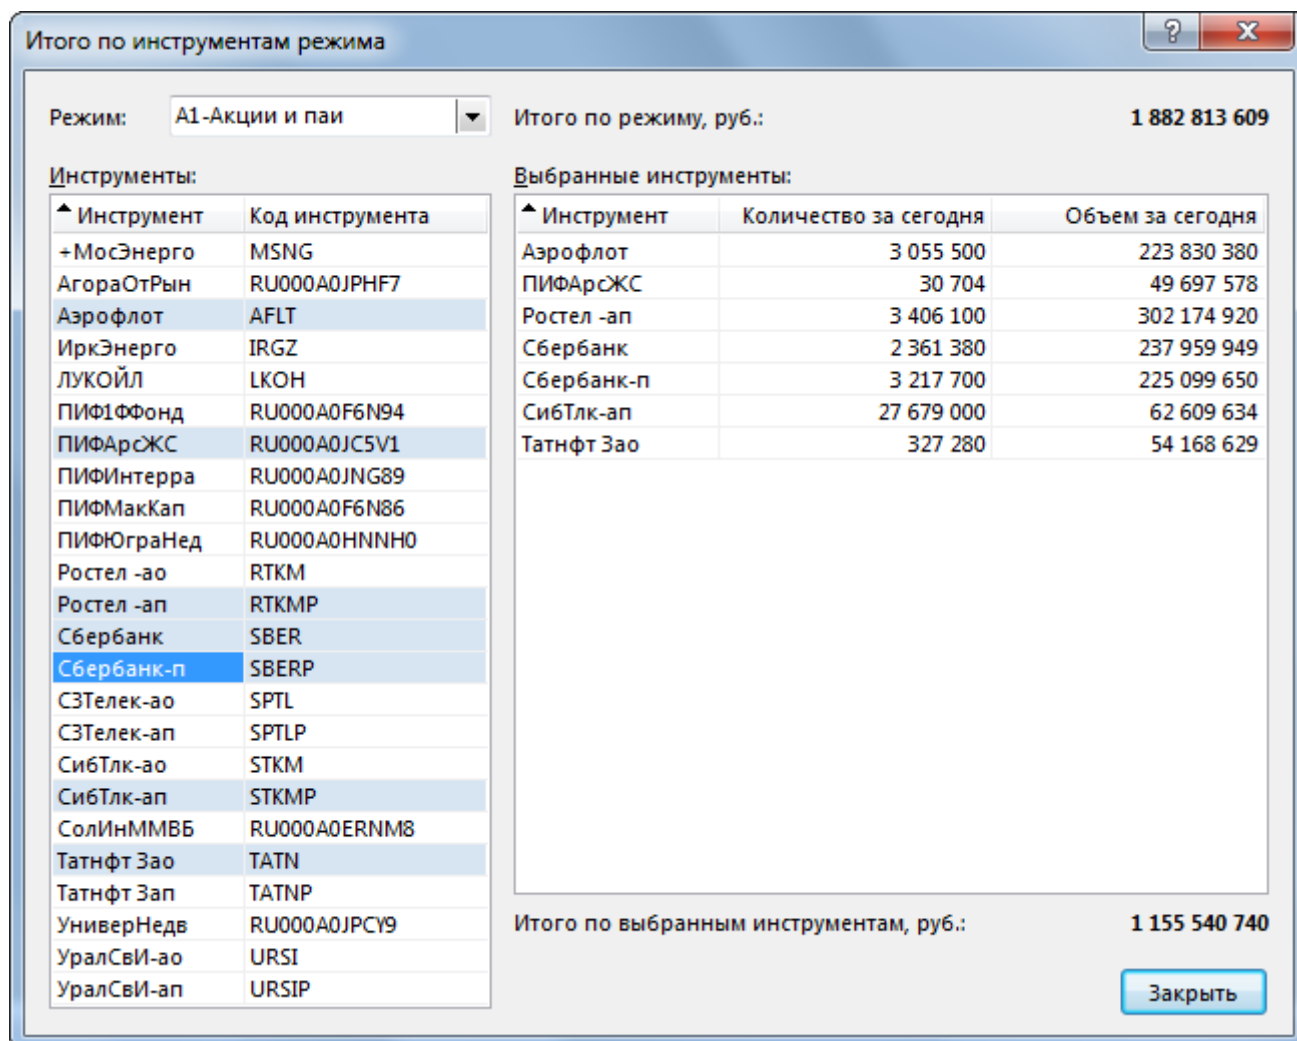 Итого по инструментам режима
Режим: А1-Акции и паи
Итого по режиму, руб.: 1 882 813 609
Инструменты:
Инструмент Код инструмента
+МосЭнерго MSNG
АгораОтРын RU000A0JPHF7
Аэрофлот AFLT
ИркЭнерго IRGZ
ЛУКОЙЛ LKOH
ПИФ1ФФонд RU000A0F6N94
ПИФАрсЖС RU000A0JC5V1
ПИФИнтерра RU000A0JNG89
ПИФМакКап RU000A0F6N86
ПИФЮграНед RU000A0HNNH0
Ростел -ао RTKM
Ростел -ап RTKMP
Сбербанк SBER
Сбербанк-п SBERP
СЗТелек-ао SPTL
СЗТелек-ап SPTLP
СибТлк-ао STKM
СибТлк-ап STKMP
СолИнММВБ RU000A0ERNM8
Татнфт 3ао TATN
Татнфт 3ап TATNP
УниверНедв RU000A0JPCY9
УралСвИ-ао URSI
УралСвИ-ап URSIP
Выбранные инструменты:
Инструмент Количество за сегодня Объем за сегодня
Аэрофлот 3 055 500 223 830 380
ПИФАрсЖС 30 704 49 697 578
Ростел -ап 3 406 100 302 174 920
Сбербанк 2 361 380 237 959 949
Сбербанк-п 3 217 700 225 099 650
СибТлк-ап 27 679 000 62 609 634
Татнфт 3ао 327 280 54 168 629
Итого по выбранным инструментам, руб.: 1 155 540 740
Закрыть